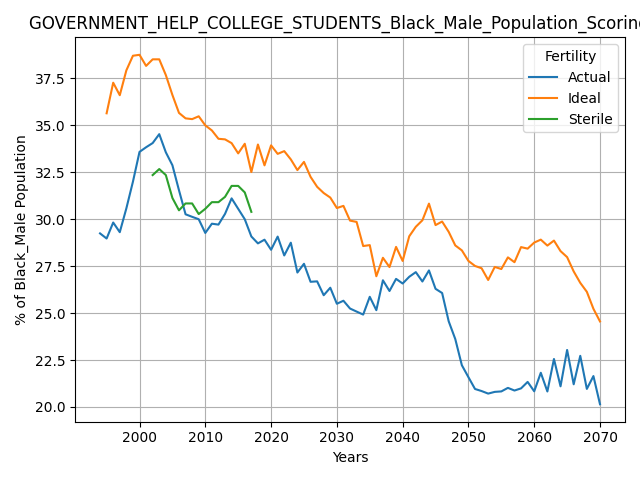 GOVERNMENT_HELP_COLLEGE_STUDENTS_Black_Male_Population_Scoring
Fertility
Actual
Ideal
Sterile
% of Black_Male Population
37.5
35.0
32.5
30.0
27.5
25.0
22.5
20.0
2000 2010 2020 2030 2040 2050 2060 2070
Years